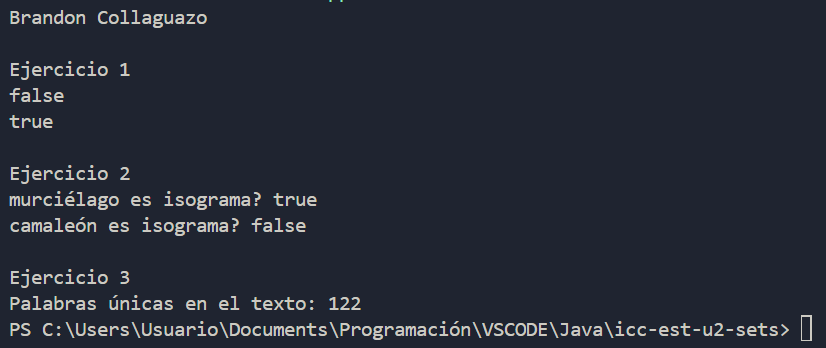 Brandon Collaguazo
Ejercicio 1
false
true
Ejercicio 2
murciélago es isograma? true
camaleón es isograma? false
Ejercicio 3
Palabras únicas en el texto: 122
PS C:\Users\Usuario\Documents\Programación\VSCODE\Java\icc-est-u2-sets>